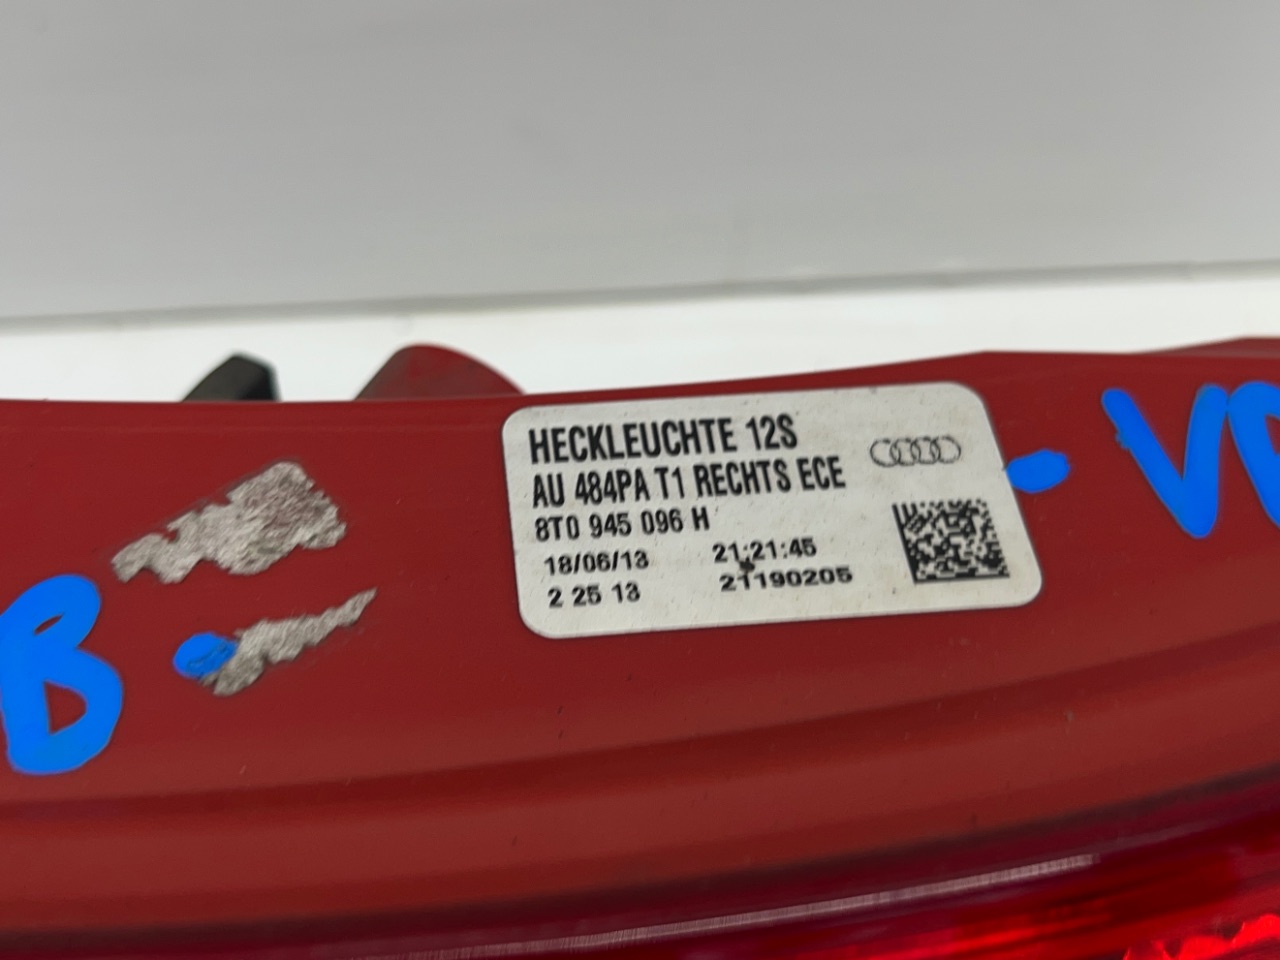 HECKLEUCHTE 12S
AU 484PA T1 RECHTS ECE
8T0 945 096 H
18/06/13 21:21:45
2 25 13 21190205
B